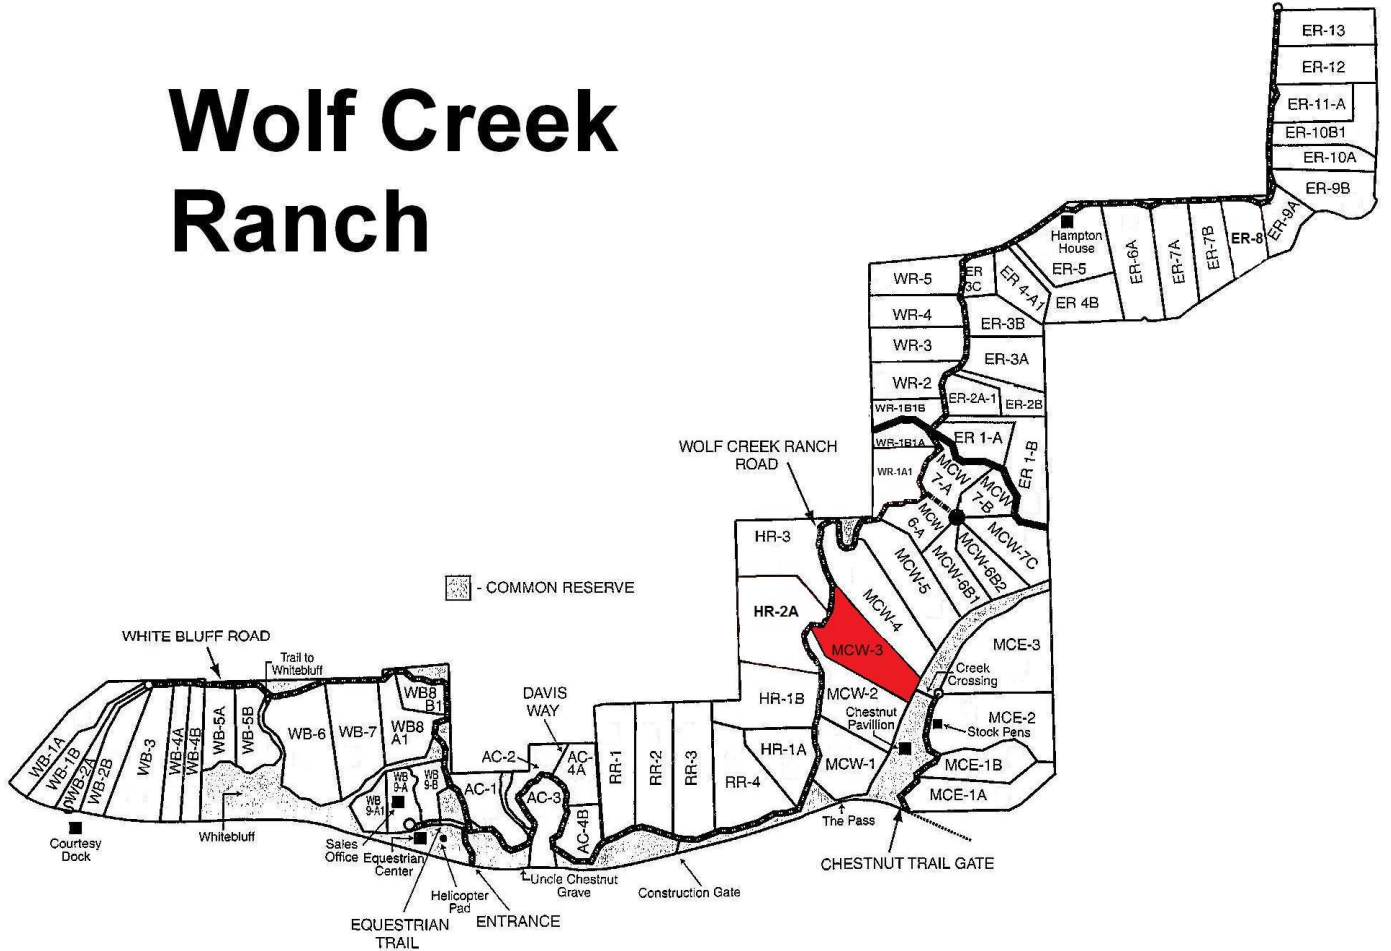 Wolf Creek
Ranch
ER-13
ER-12
ER-11-A
ER-10B1
ER-10A
ER-9B
ER-9A
ER-8
ER-7B
ER-7A
ER-6A
Hampton
House
ER-5
ER 4B
ER 4-A1
ER
3C
ER-3B
ER-3A
ER-2A-1
ER-2B
ER 1-A
ER 1-B
WR-5
WR-4
WR-3
WR-2
WR-1B1B
WR-1B1A
WR-1A1
WOLF CREEK RANCH
ROAD
MCW
7-A
MCW
7-B
MCW-7C
MCW
6-A
MCW-6B2
MCW-6B1
MCW-5
MCW-4
MCW-3
MCW-2
MCW-1
HR-3
HR-2A
HR-1B
HR-1A
- COMMON RESERVE
MCE-3
Creek
Crossing
MCE-2
Stock Pens
MCE-1B
MCE-1A
Chestnut
Pavillion
The Pass
CHESTNUT TRAIL GATE
WHITE BLUFF ROAD
Trail to
Whitebluff
WB-1A
WB-1B
WB-2A
WB-2B
WB-3
WB-4A
WB-4B
WB-5A
WB-5B
WB-6
WB-7
WB8
B1
WB8
A1
WB
9-A
WB
9-B
WB
9-A1
DAVIS
WAY
AC-1
AC-2
AC-3
AC-
4A
AC-4B
RR-1
RR-2
RR-3
RR-4
Courtesy
Dock
Whitebluff
Sales
Office
Equestrian
Center
Helicopter
Pad
Uncle Chestnut
Grave
Construction Gate
ENTRANCE
EQUESTRIAN
TRAIL